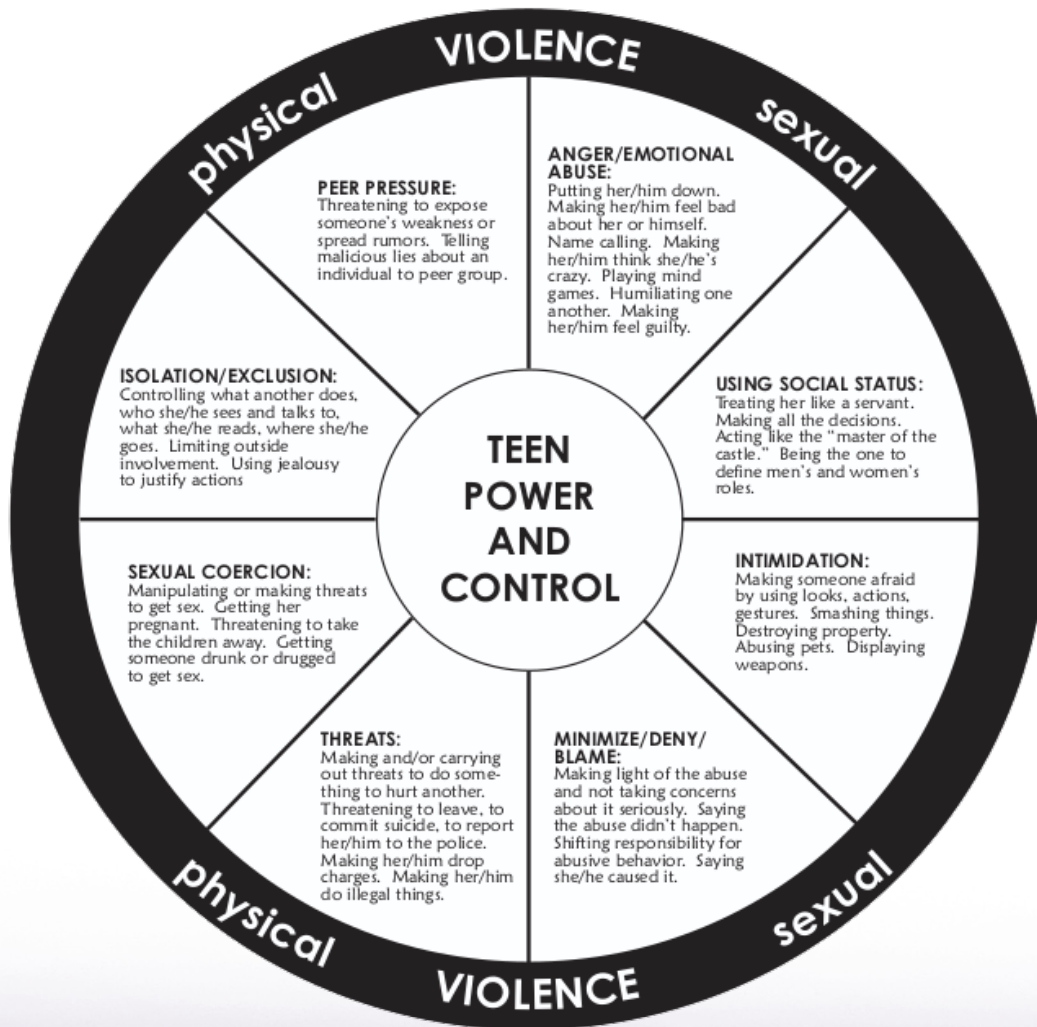 VIOLENCE
physical
sexual
PEER PRESSURE:
Threatening to expose
someone's weakness or
spread rumors. Telling
malicious lies about an
individual to peer group.
ANGER/EMOTIONAL
ABUSE:
Putting her/him down.
Making her/him feel bad
about her or himself.
Name calling. Making
her/him think she/he's
crazy. Playing mind
games. Humiliating one
another. Making
her/him feel guilty.
ISOLATION/EXCLUSION:
Controlling what another does,
who she/he sees and talks to,
what she/he reads, where she/he
goes. Limiting outside
involvement. Using jealousy
to justify actions
USING SOCIAL STATUS:
Treating her like a servant.
Making all the decisions.
Acting like the "master of the
castle." Being the one to
define men's and women's
roles.
TEEN
POWER
AND
CONTROL
SEXUAL COERCION:
Manipulating or making threats
to get sex. Getting her
pregnant. Threatening to take
the children away. Getting
someone drunk or drugged
to get sex.
INTIMIDATION:
Making someone afraid
by using looks, actions,
gestures. Smashing things.
Destroying property.
Abusing pets. Displaying
weapons.
THREATS:
Making and/or carrying
out threats to do some-
thing to hurt another.
Threatening to leave, to
commit suicide, to report
her/him to the police.
Making her/him drop
charges. Making her/him
do illegal things.
MINIMIZE/DENY/
BLAME:
Making light of the abuse
and not taking concerns
about it seriously. Saying
the abuse didn't happen.
Shifting responsibility for
abusive behavior. Saying
she/he caused it.
physical
sexual
VIOLENCE